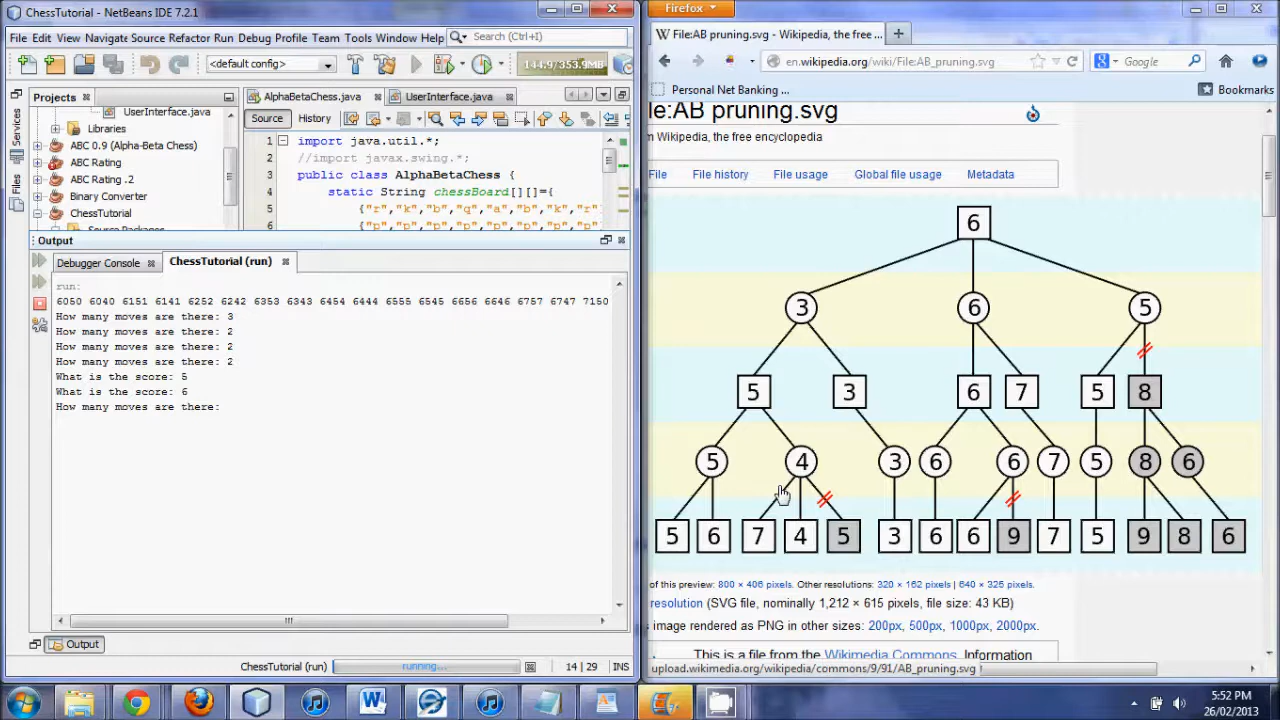 ChessTutorial - NetBeans IDE 7.2.1
File Edit View Navigate Source Refactor Run Debug Profile Team Tools Window Help
Search (Ctrl+I)
<default config>
144.9/353.9MB
Projects
AlphaBetaChess.java
UserInterface.java
Source
History
Services
Files
UserInterface.java
Libraries
ABC 0.9 (Alpha-Beta Chess)
ABC Rating
ABC Rating .2
Binary Converter
ChessTutorial
Source Packages
1 import java.util.*;
2 //import javax.swing.*;
3 public class AlphaBetaChess {
4 static String chessBoard[][]={
5 {"r","k","b","q","a","b","k","r"
6 {"p","p","p","p","p","p","p","p"
Output
Debugger Console
ChessTutorial (run)
run:
6050 6040 6151 6141 6252 6242 6353 6343 6454 6444 6555 6545 6656 6646 6757 6747 7150
How many moves are there: 3
How many moves are there: 2
How many moves are there: 2
How many moves are there: 2
What is the score: 5
What is the score: 6
How many moves are there:
Output
ChessTutorial (run)
running...
14 | 29
INS
Firefox
W File:AB pruning.svg - Wikipedia, the free ...
en.wikipedia.org/wiki/File:AB_pruning.svg
Google
Personal Net Banking ...
Bookmarks
le:AB pruning.svg
m Wikipedia, the free encyclopedia
File
File history
File usage
Global file usage
Metadata
6
3 6 5
5 3 6 7 5 8
5 4 3 6 6 7 5 8 6
5 6 7 4 5 3 6 6 9 7 5 9 8 6
of this preview: 800 × 406 pixels. Other resolutions: 320 × 162 pixels | 640 × 325 pixels.
resolution (SVG file, nominally 1,212 × 615 pixels, file size: 43 KB)
s image rendered as PNG in other sizes: 200px, 500px, 1000px, 2000px.
This is a file from the Wikimedia Commons. Information
upload.wikimedia.org/wikipedia/commons/9/91/AB_pruning.svg
5:52 PM
26/02/2013